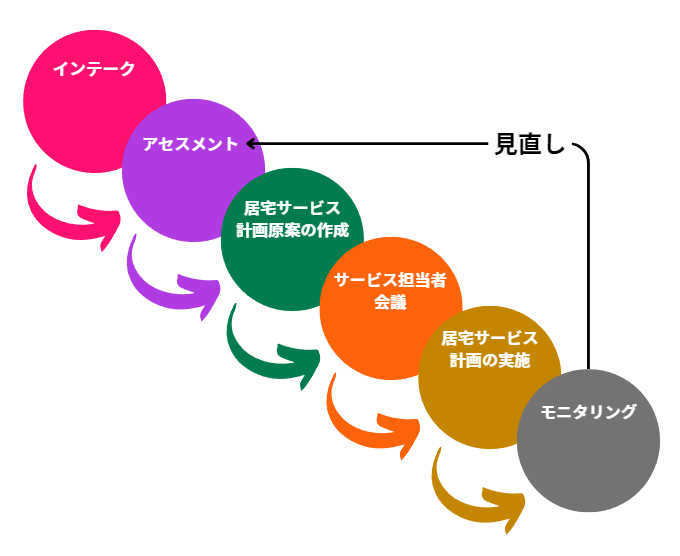 インテーク
アセスメント
見直し
居宅サービス
計画原案の作成
サービス担当者
会議
居宅サービス
計画の実施
モニタリング